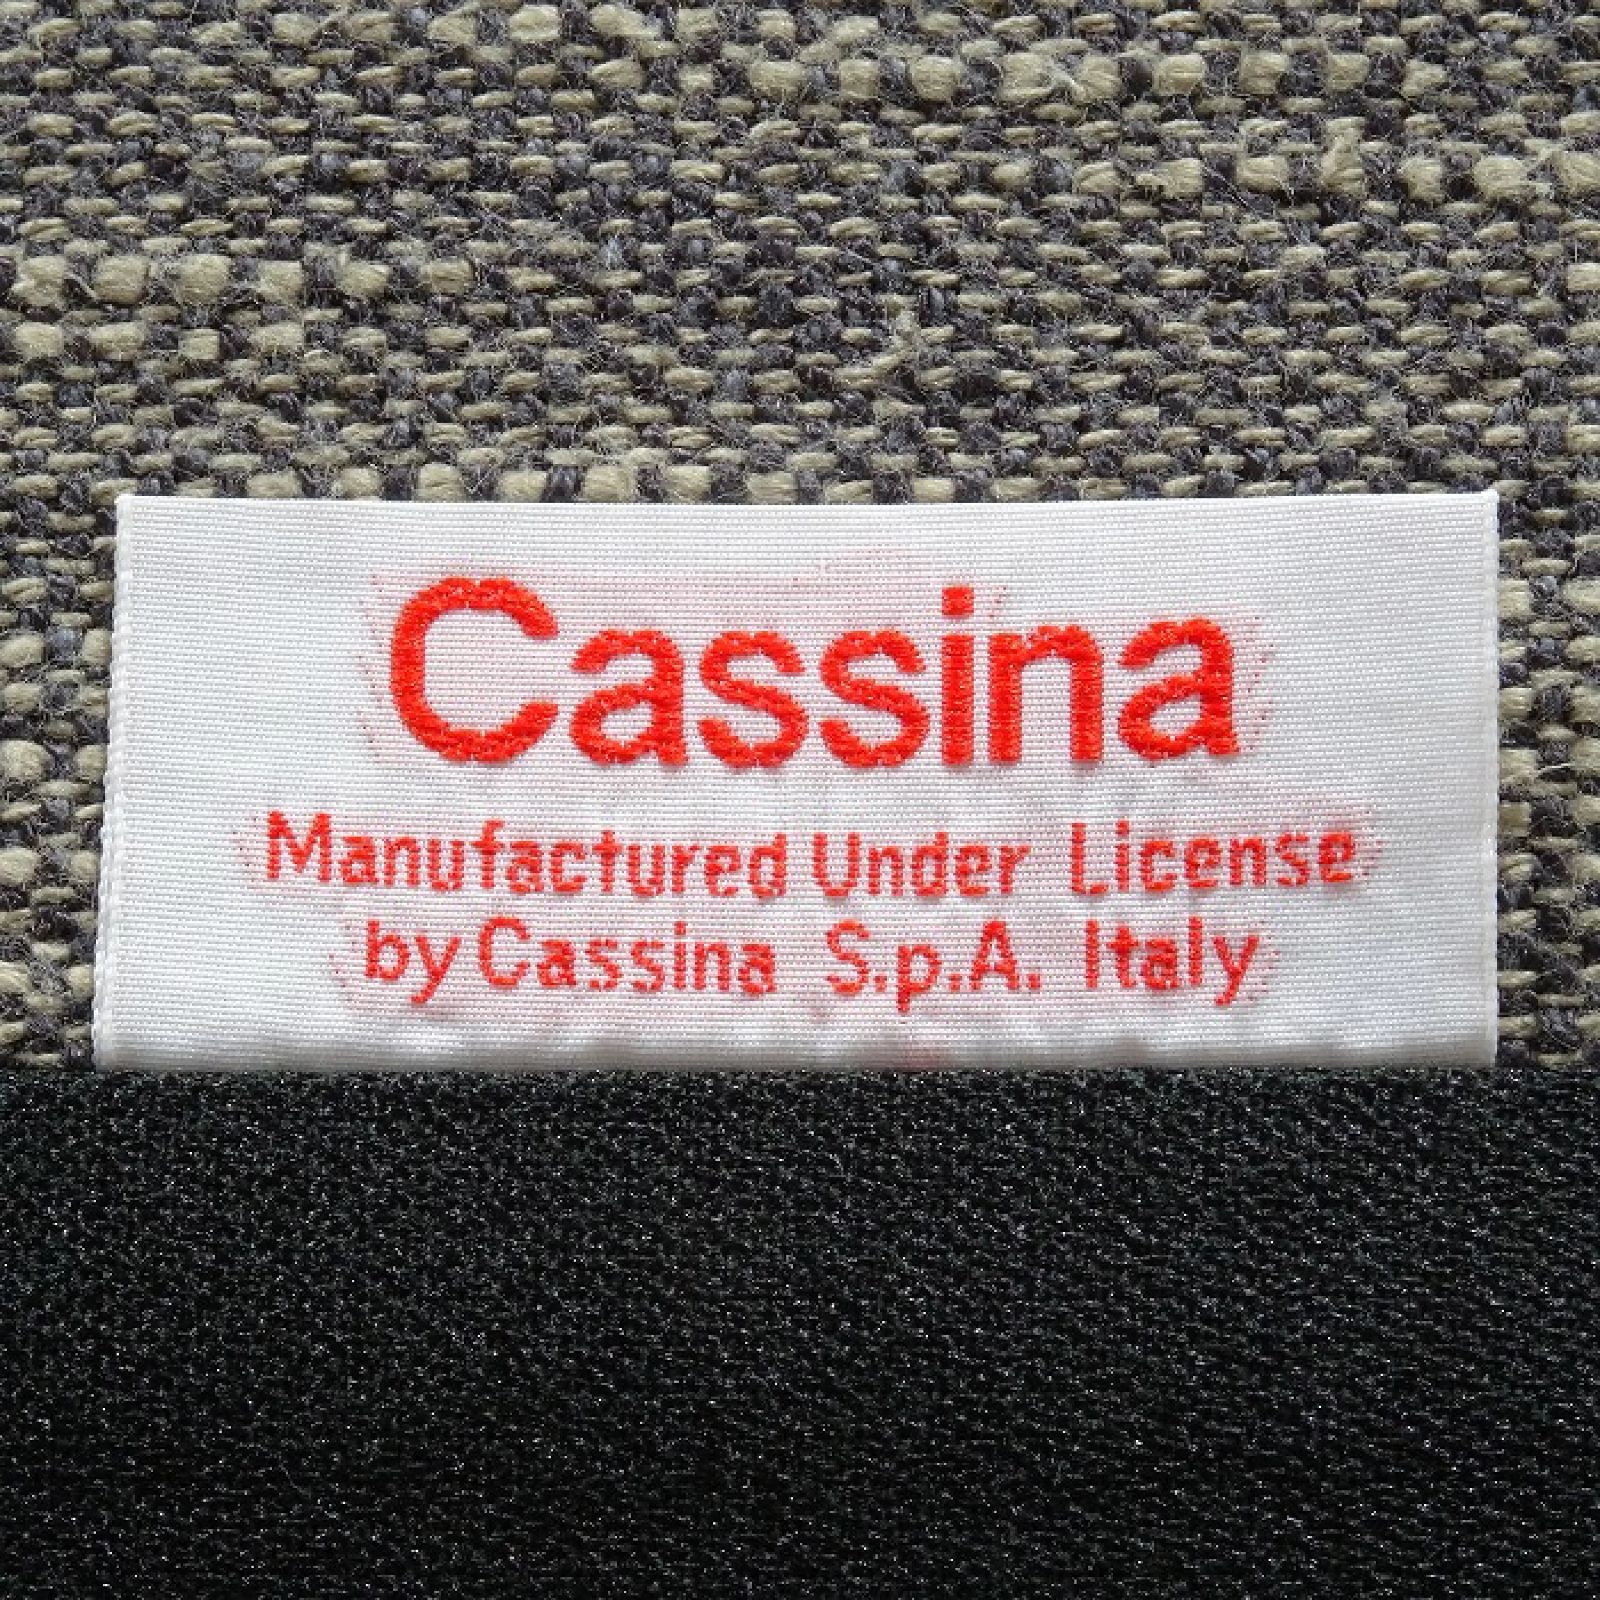 Cassina
Manufactured Under License
by Cassina S.p.A. Italy